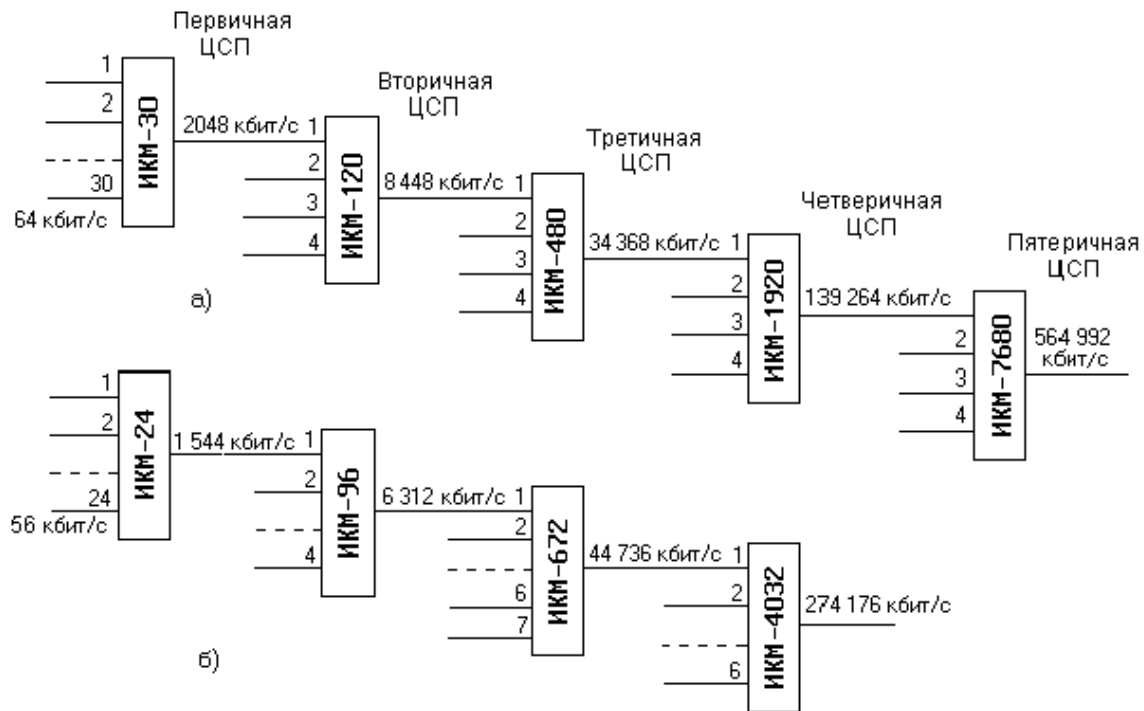 Первичная
ЦСП
1
2
30
64 кбит/с
ИКМ-30
2048 кбит/с
Вторичная
ЦСП
1
2
3
4
ИКМ-120
8 448 кбит/с
Третичная
ЦСП
1
2
3
4
ИКМ-480
34 368 кбит/с
Четверичная
ЦСП
1
2
3
4
ИКМ-1920
139 264 кбит/с
Пятеричная
ЦСП
2
3
4
ИКМ-7680
564 992
кбит/с
а)
1
2
24
56 кбит/с
ИКМ-24
1 544 кбит/с
1
2
4
ИКМ-96
6 312 кбит/с
1
2
6
7
ИКМ-672
44 736 кбит/с
1
2
6
ИКМ-4032
274 176 кбит/с
б)